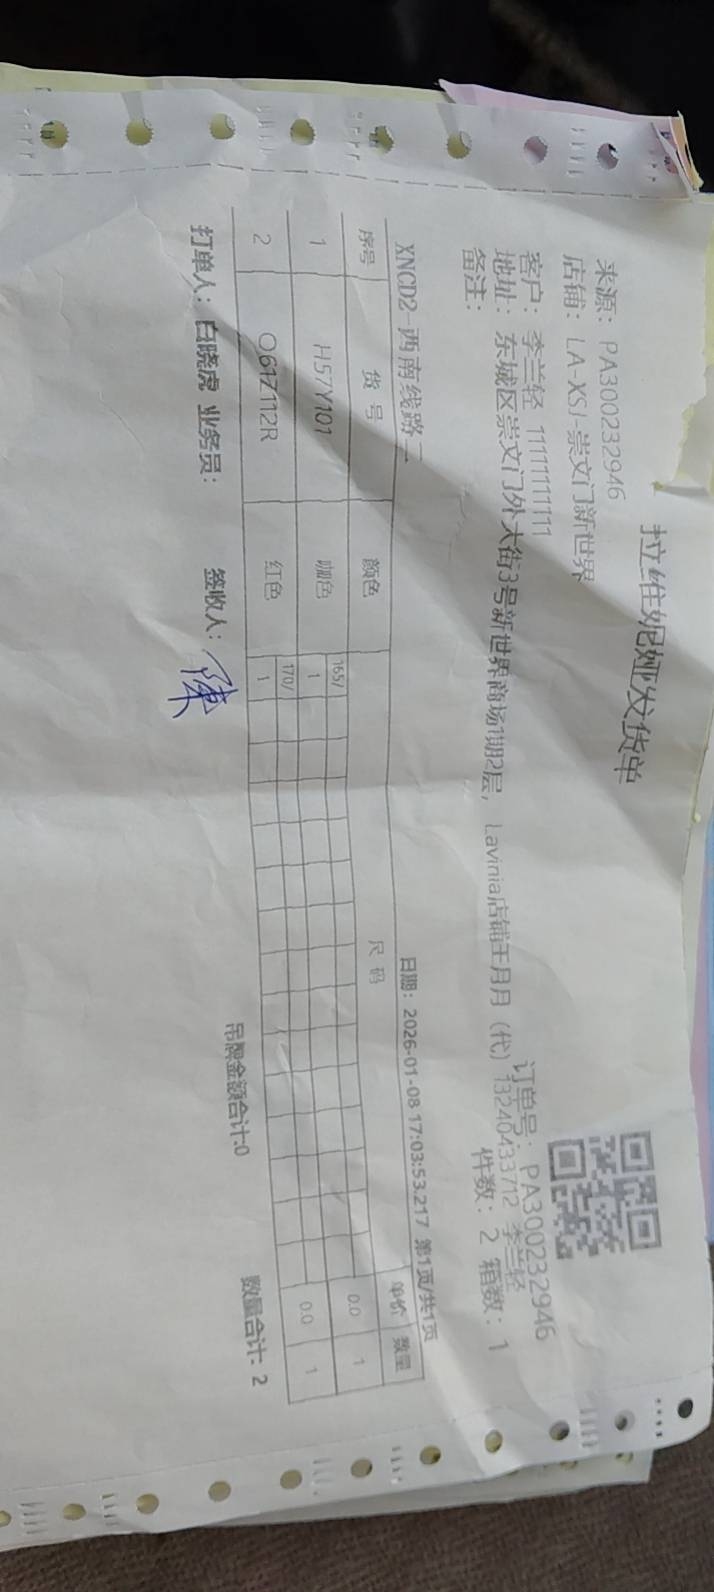 拉维妮娅发货单
来源：PA300232946
订单号：PA300232946
店铺：LA-XSJ-崇文门新世界
客户：李兰轻 11111111111
件数：2 箱数：1
地址：东城区崇文门外大街3号新世界商场1期2层，Lavinia店铺王月月（代）13240433712 李兰轻
备注：
XNCD2-西南线路二 日期：2026-01-08 17:03:53.217 第1页/共1页
序号 货号 颜色 尺码 单价 数量
1 H57Y101 咖色 165/ 1 0.0 1
2 O617112R 红色 170/ 1 0.0 1
打单人：白晓虎 业务员： 签收人：陳 吊牌金额合计:0 数量合计: 2